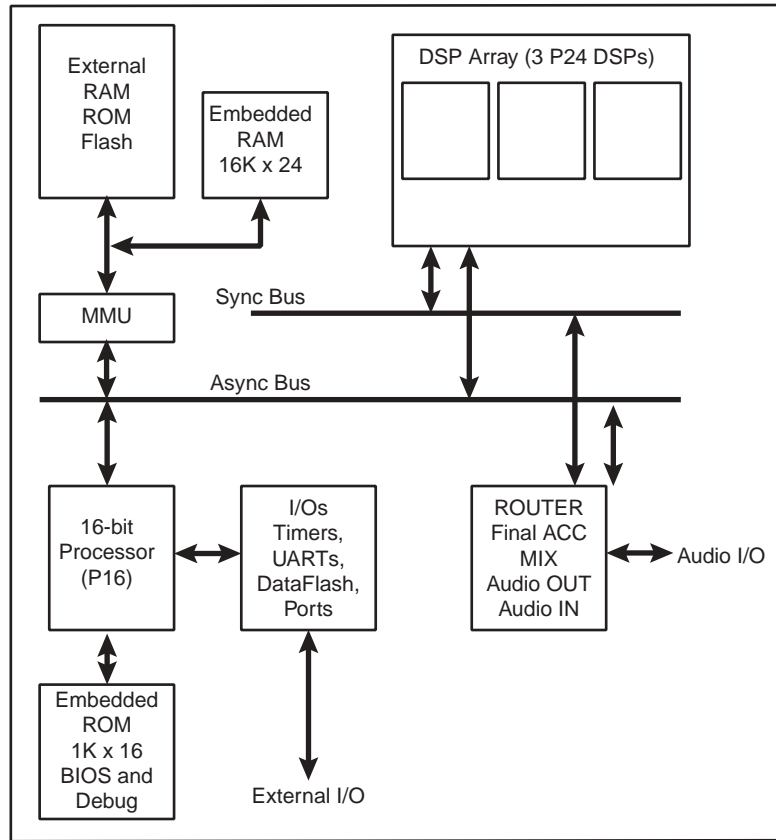 External
RAM
ROM
Flash
Embedded
RAM
16K x 24
DSP Array (3 P24 DSPs)
MMU
Sync Bus
Async Bus
16-bit
Processor
(P16)
I/Os
Timers,
UARTs,
DataFlash,
Ports
ROUTER
Final ACC
MIX
Audio OUT
Audio IN
Audio I/O
Embedded
ROM
1K x 16
BIOS and
Debug
External I/O